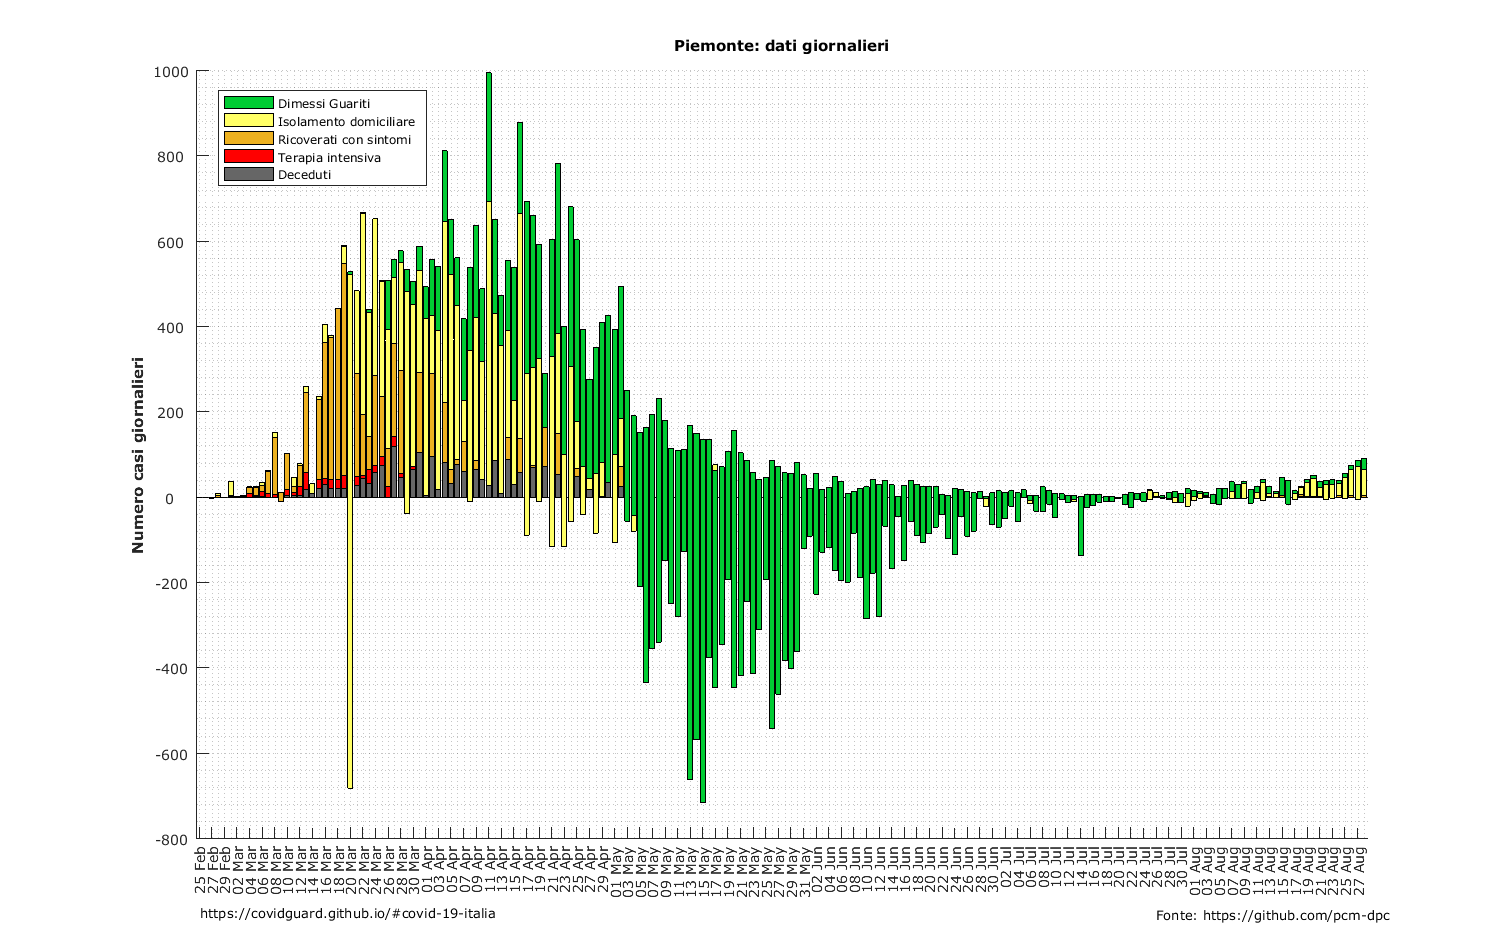 Piemonte: dati giornalieri
1000
800
600
400
200
0
-200
-400
-600
-800
Numero casi giornalieri
Dimessi Guariti
Isolamento domiciliare
Ricoverati con sintomi
Terapia intensiva
Deceduti
25 Feb
27 Feb
29 Feb
02 Mar
04 Mar
06 Mar
08 Mar
10 Mar
12 Mar
14 Mar
16 Mar
18 Mar
20 Mar
22 Mar
24 Mar
26 Mar
28 Mar
30 Mar
01 Apr
03 Apr
05 Apr
07 Apr
09 Apr
11 Apr
13 Apr
15 Apr
17 Apr
19 Apr
21 Apr
23 Apr
25 Apr
27 Apr
29 Apr
01 May
03 May
05 May
07 May
09 May
11 May
13 May
15 May
17 May
19 May
21 May
23 May
25 May
27 May
29 May
31 May
02 Jun
04 Jun
06 Jun
08 Jun
10 Jun
12 Jun
14 Jun
16 Jun
18 Jun
20 Jun
22 Jun
24 Jun
26 Jun
28 Jun
30 Jun
02 Jul
04 Jul
06 Jul
08 Jul
10 Jul
12 Jul
14 Jul
16 Jul
18 Jul
20 Jul
22 Jul
24 Jul
26 Jul
28 Jul
30 Jul
01 Aug
03 Aug
05 Aug
07 Aug
09 Aug
11 Aug
13 Aug
15 Aug
17 Aug
19 Aug
21 Aug
23 Aug
25 Aug
27 Aug
https://covidguard.github.io/#covid-19-italia
Fonte: https://github.com/pcm-dpc